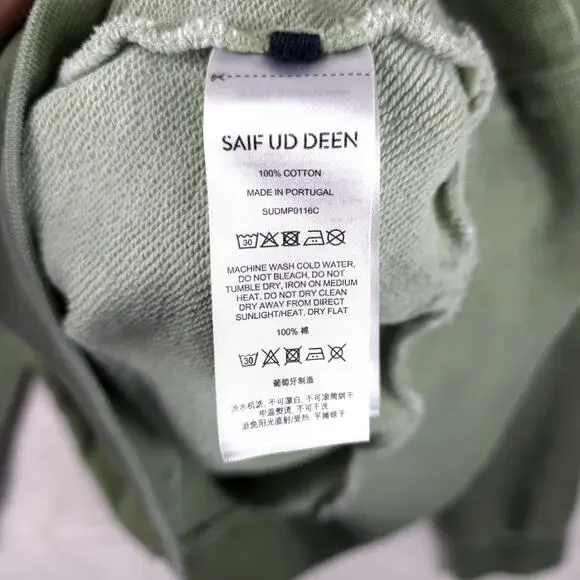 SAIF UD DEEN
100% COTTON
MADE IN PORTUGAL
SUDMP0116C
30
MACHINE WASH COLD WATER,
DO NOT BLEACH, DO NOT
TUMBLE DRY, IRON ON MEDIUM
HEAT, DO NOT DRY CLEAN
DRY AWAY FROM DIRECT
SUNLIGHT/HEAT, DRY FLAT
100% 棉
30
葡萄牙制造
冷水机洗, 不可漂白, 不可滚筒烘干
中温熨烫, 不可干洗
避免阳光直射/受热, 平摊晾干